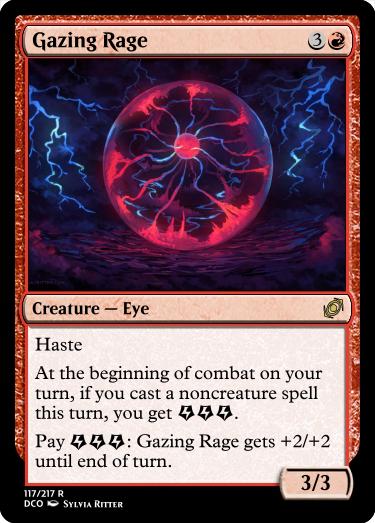 Gazing Rage 3
Creature — Eye
Haste
At the beginning of combat on your
turn, if you cast a noncreature spell
this turn, you get
Pay : Gazing Rage gets +2/+2
until end of turn.
3/3
117/217 R
DCO SYLVIA RITTER